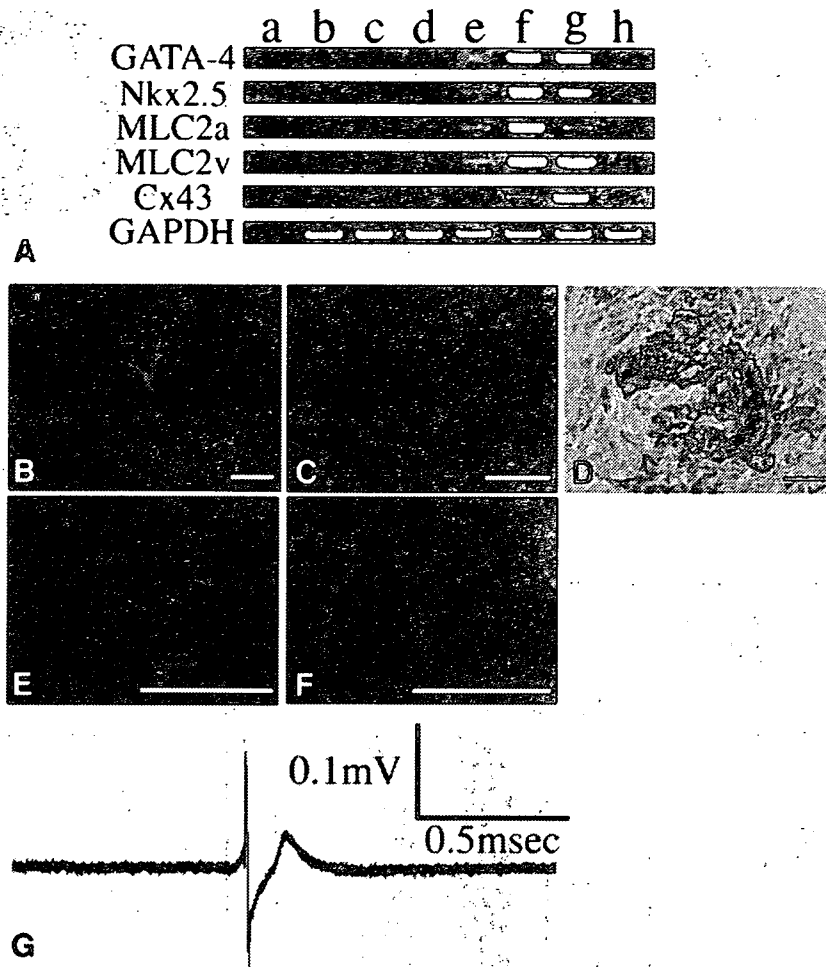 a b c d e f g h
GATA-4
Nkx2.5
MLC2a
MLC2v
Cx43
GAPDH
A
B
C
D
E
F
0.1mV
0.5msec
G